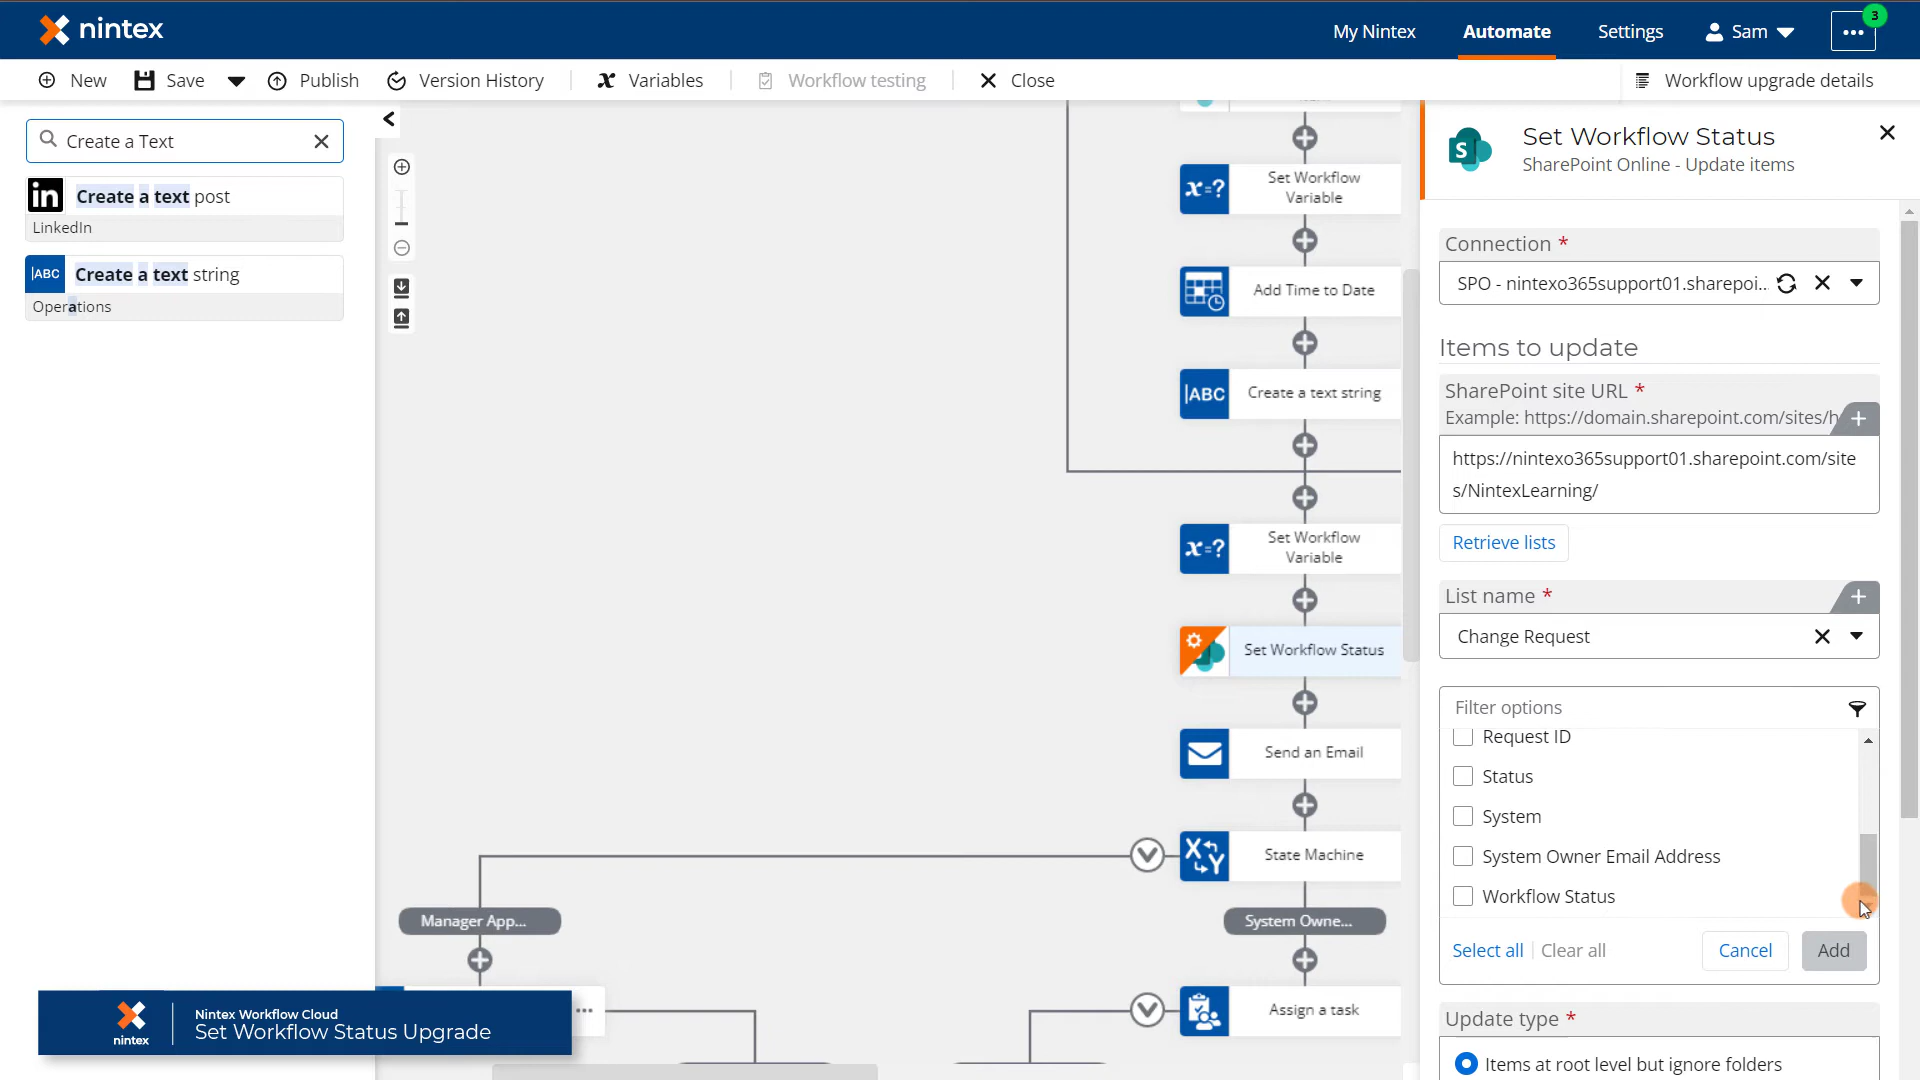 nintex
My Nintex
Automate
Settings
Sam
3
New
Save
Publish
Version History
Variables
Workflow testing
Close
Workflow upgrade details
Create a Text
in
Create a text post
LinkedIn
ABC
Create a text string
Operations
x=?
Set Workflow
Variable
Add Time to Date
ABC
Create a text string
x=?
Set Workflow
Variable
Set Workflow Status
Send an Email
X
Y
State Machine
Manager App...
System Owne...
Assign a task
nintex
Nintex Workflow Cloud
Set Workflow Status Upgrade
S
Set Workflow Status
SharePoint Online - Update items
Connection *
SPO - nintexo365support01.sharepoi...
Items to update
SharePoint site URL *
Example: https://domain.sharepoint.com/sites/h
https://nintexo365support01.sharepoint.com/site
s/NintexLearning/
Retrieve lists
List name *
Change Request
Filter options
Request ID
Status
System
System Owner Email Address
Workflow Status
Select all
Clear all
Cancel
Add
Update type *
Items at root level but ignore folders